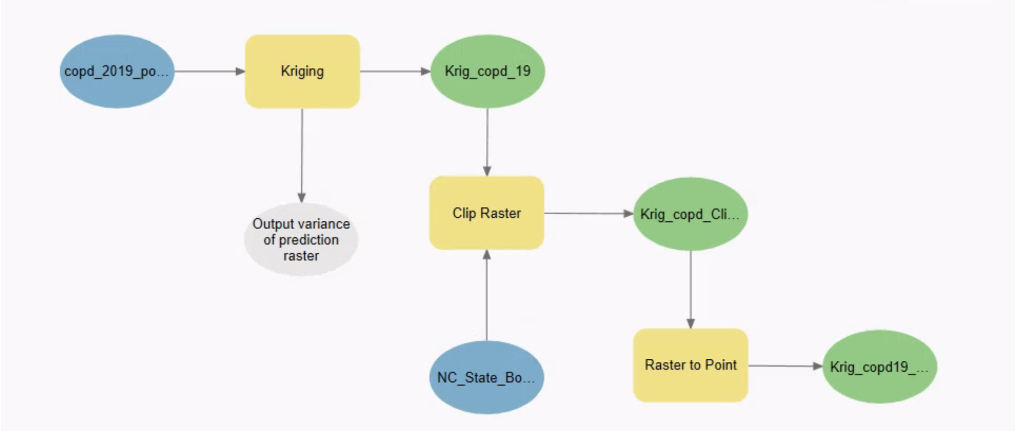 copd_2019_po...
Kriging
Krig_copd_19
Output variance
of prediction
raster
Clip Raster
Krig_copd_Cli...
NC_State_Bo...
Raster to Point
Krig_copd19_...